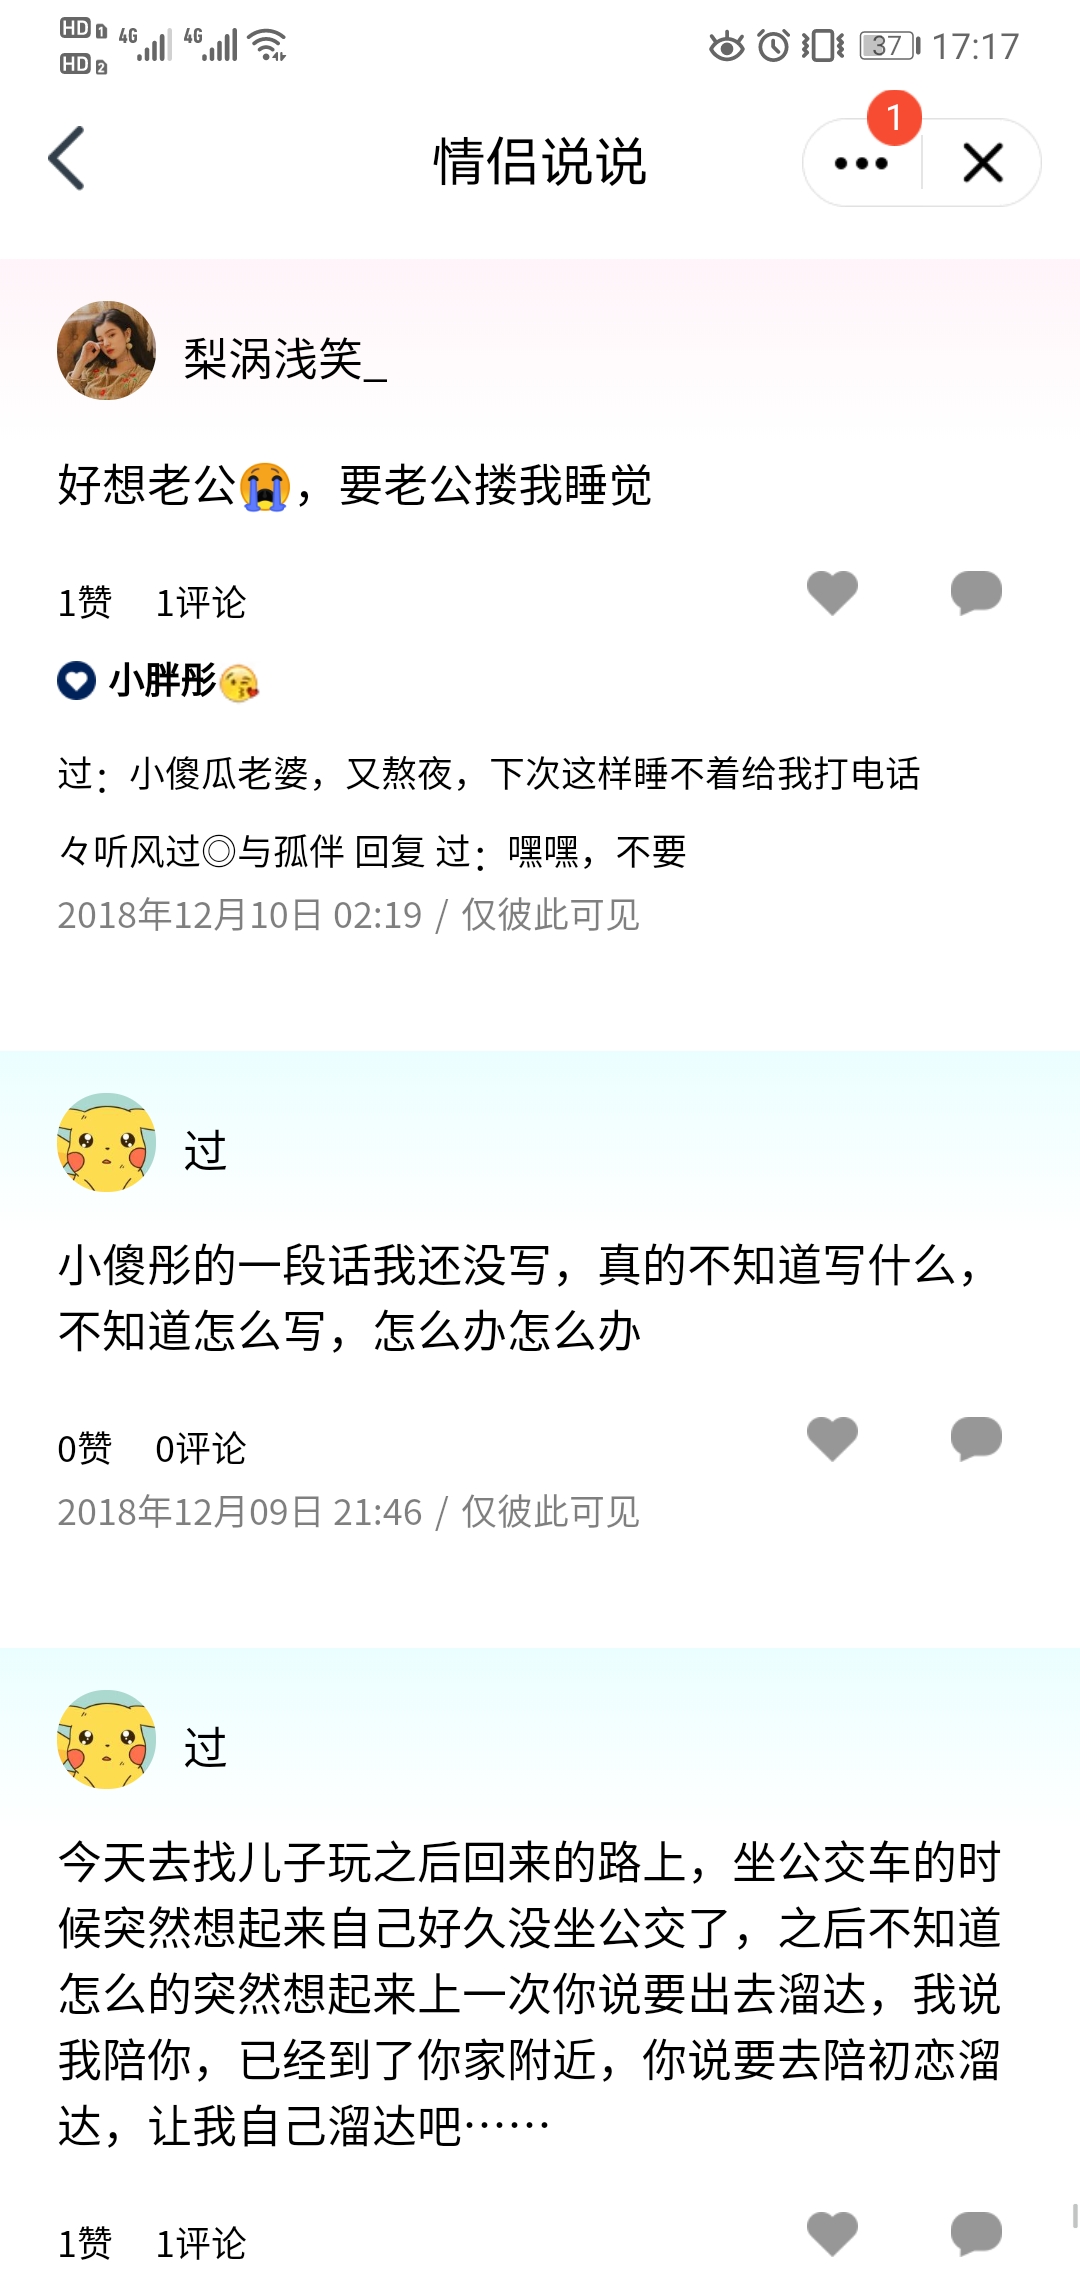 HD 1 4G 4G 37 17:17
HD 2
情侣说说
1
梨涡浅笑_
好想老公😭，要老公搂我睡觉
1赞 1评论
小胖彤😘
过：小傻瓜老婆，又熬夜，下次这样睡不着给我打电话
々听风过◎与孤伴 回复 过：嘿嘿，不要
2018年12月10日 02:19 / 仅彼此可见
过
小傻彤的一段话我还没写，真的不知道写什么，
不知道怎么写，怎么办怎么办
0赞 0评论
2018年12月09日 21:46 / 仅彼此可见
过
今天去找儿子玩之后回来的路上，坐公交车的时
候突然想起来自己好久没坐公交了，之后不知道
怎么的突然想起来上一次你说要出去溜达，我说
我陪你，已经到了你家附近，你说要去陪初恋溜
达，让我自己溜达吧……
1赞 1评论